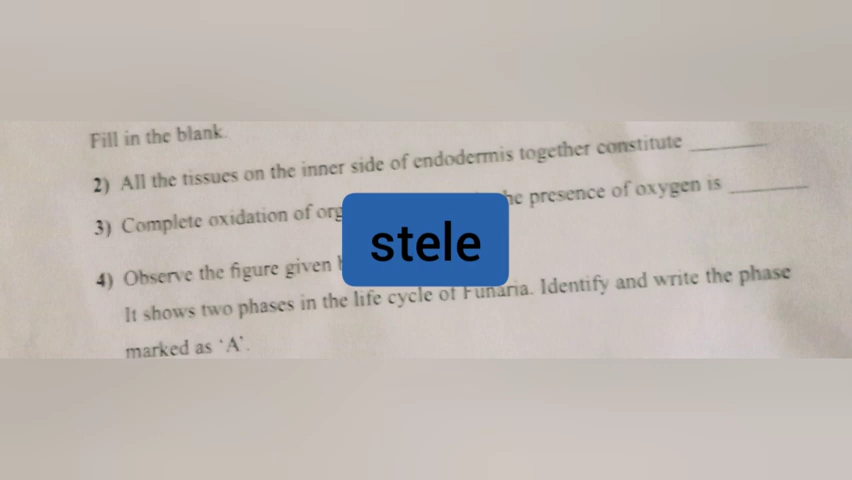 Fill in the blank.
2) All the tissues on the inner side of endodermis together constitute ______
3) Complete oxidation of he presence of oxygen is ______
stele
4) Observe the figure given
It shows two phases in the life cycle of Funaria. Identify and write the phase
marked as ‘A’.